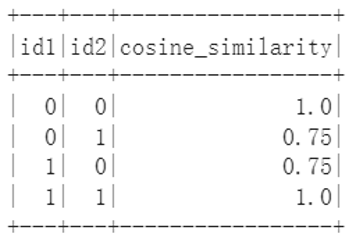 +---+---+-----------------+
|id1|id2|cosine_similarity|
+---+---+-----------------+
|  0|  0|              1.0|
|  0|  1|             0.75|
|  1|  0|             0.75|
|  1|  1|              1.0|
+---+---+-----------------+